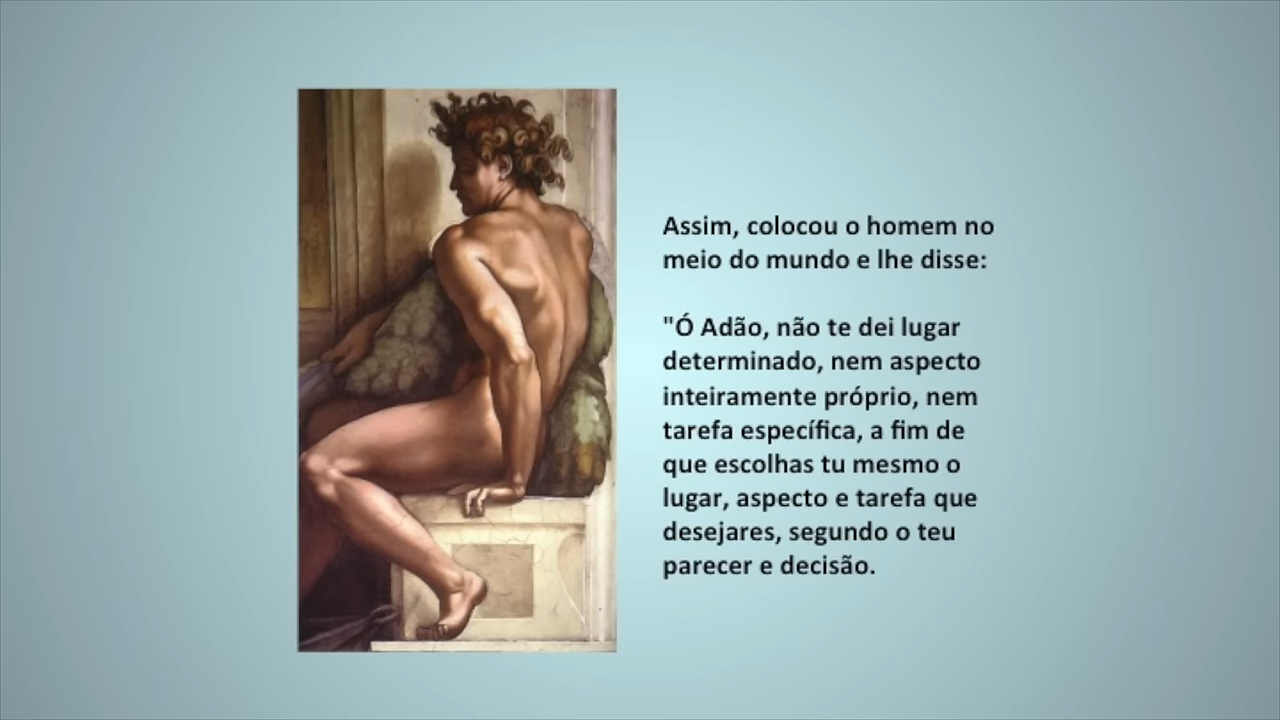 Assim, colocou o homem no
meio do mundo e lhe disse:
"Ó Adão, não te dei lugar
determinado, nem aspecto
inteiramente próprio, nem
tarefa específica, a fim de
que escolhas tu mesmo o
lugar, aspecto e tarefa que
desejares, segundo o teu
parecer e decisão.